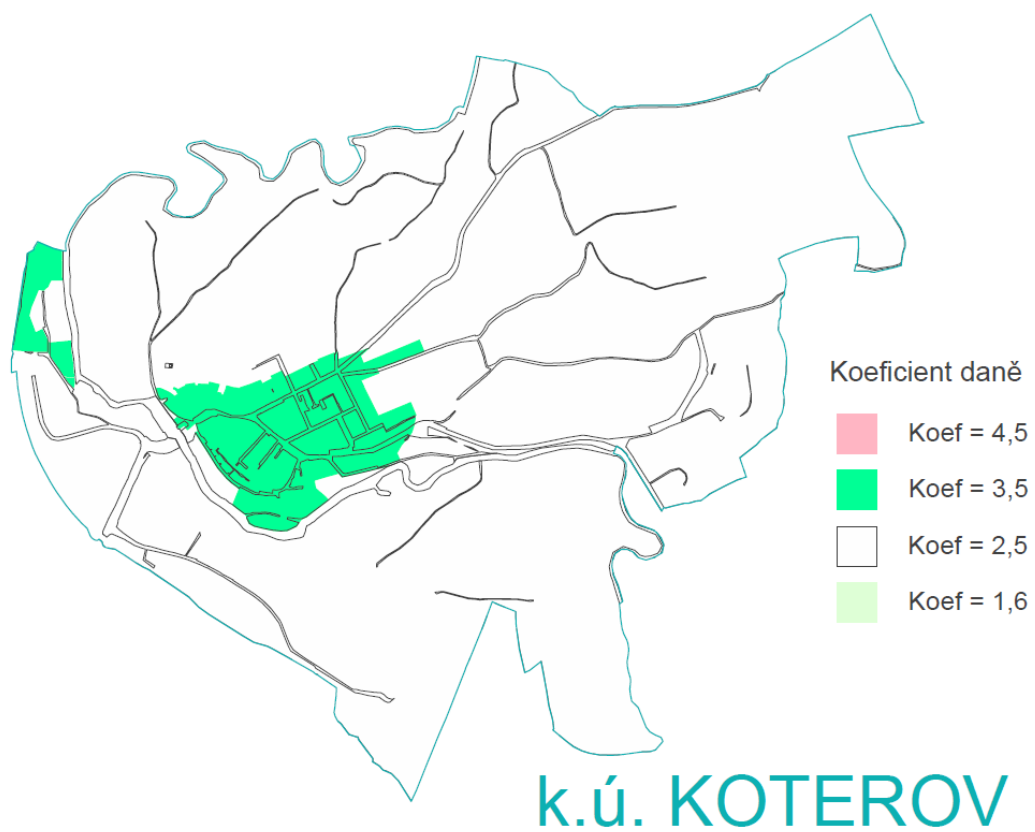 Koeficient daně
Koef = 4,5
Koef = 3,5
Koef = 2,5
Koef = 1,6
k.ú. KOTEROV